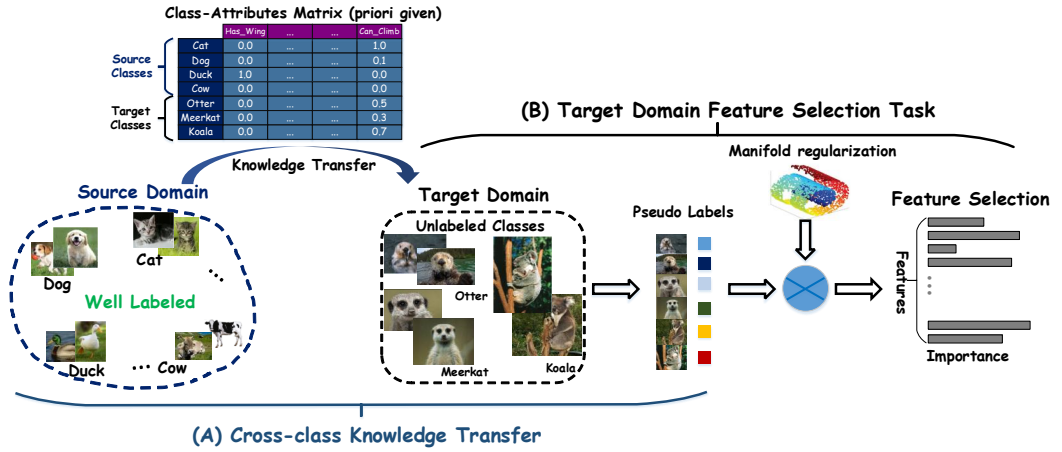 Class-Attributes Matrix (priori given)
Has_Wing ... ... Can_Climb
Cat 0.0 ... ... 1.0
Dog 0.0 ... ... 0.1
Duck 1.0 ... ... 0.0
Cow 0.0 ... ... 0.0
Otter 0.0 ... ... 0.5
Meerkat 0.0 ... ... 0.3
Koala 0.0 ... ... 0.7
Source
Classes
Target
Classes
Knowledge Transfer
(B) Target Domain Feature Selection Task
Source Domain
Dog
Cat
...
Well Labeled
Duck
...
Cow
Target Domain
Unlabeled Classes
Otter
Meerkat
Koala
Pseudo Labels
Manifold regularization
Feature Selection
Features
Importance
(A) Cross-class Knowledge Transfer